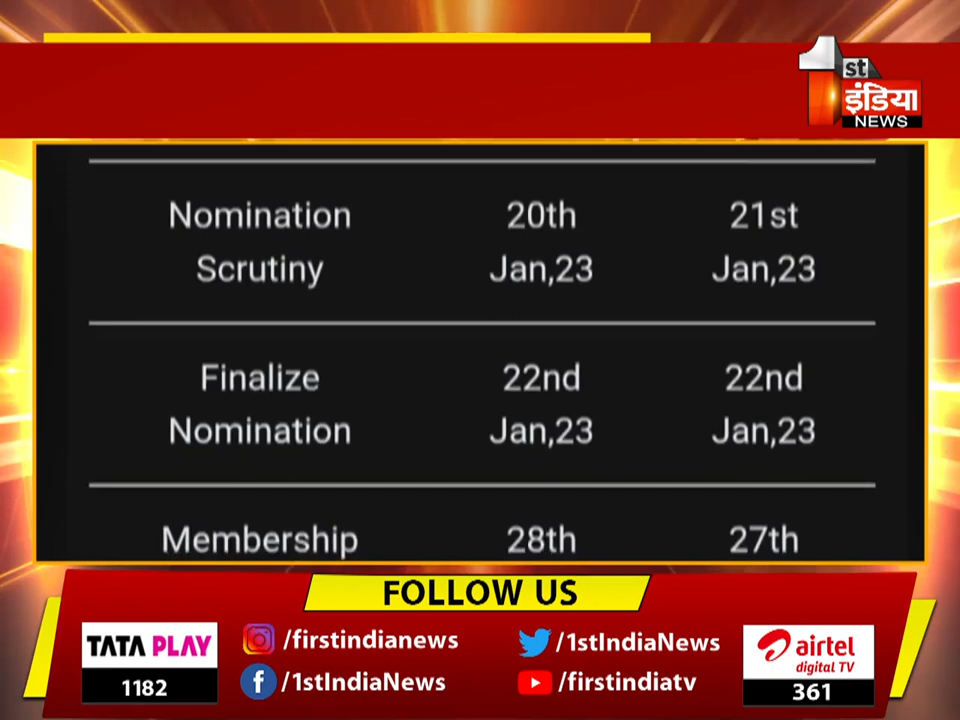 1st
इंडिया
NEWS
Nomination 20th 21st
Scrutiny Jan,23 Jan,23
Finalize 22nd 22nd
Nomination Jan,23 Jan,23
Membership 28th 27th
FOLLOW US
TATA PLAY
1182
/firstindianews
/1stIndiaNews
/1stIndiaNews
/firstindiatv
airtel
digital TV
361